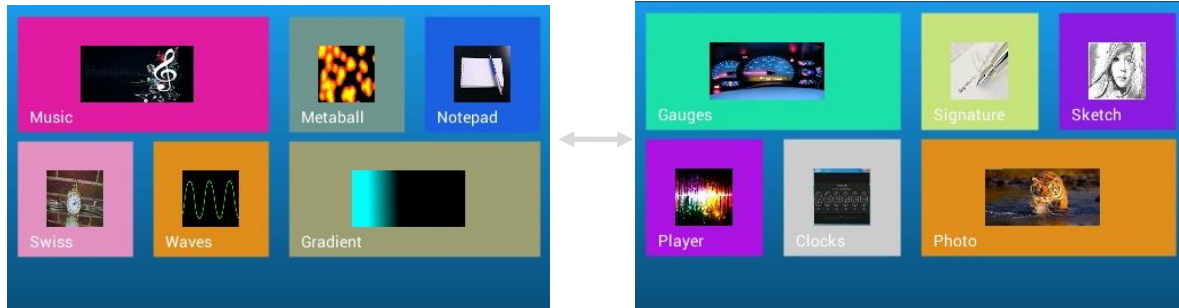 Music
Metaball
Notepad
Swiss
Waves
Gradient
Gauges
Signature
Sketch
Player
Clocks
Photo